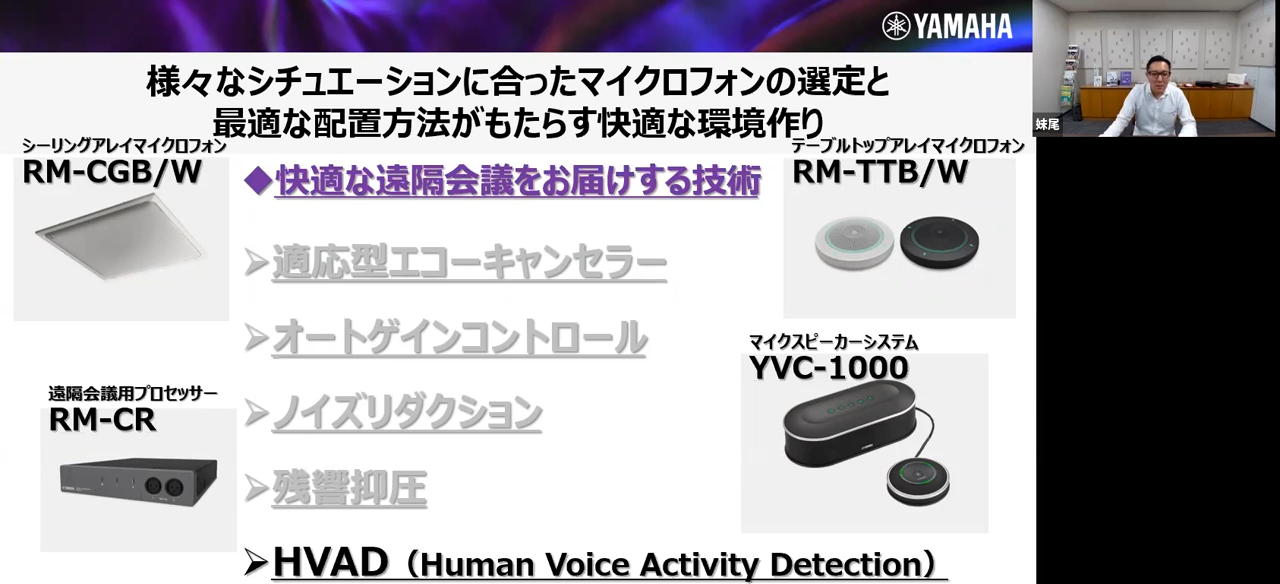 YAMAHA
様々なシチュエーションに合ったマイクロフォンの選定と
最適な配置方法がもたらす快適な環境作り
シーリングアレイマイクロフォン
RM-CGB/W
テーブルトップアレイマイクロフォン
RM-TTB/W
◆快適な遠隔会議をお届けする技術
➢適応型エコーキャンセラー
➢オートゲインコントロール
➢ノイズリダクション
➢残響抑圧
➢HVAD（Human Voice Activity Detection）
遠隔会議用プロセッサー
RM-CR
マイクスピーカーシステム
YVC-1000
妹尾